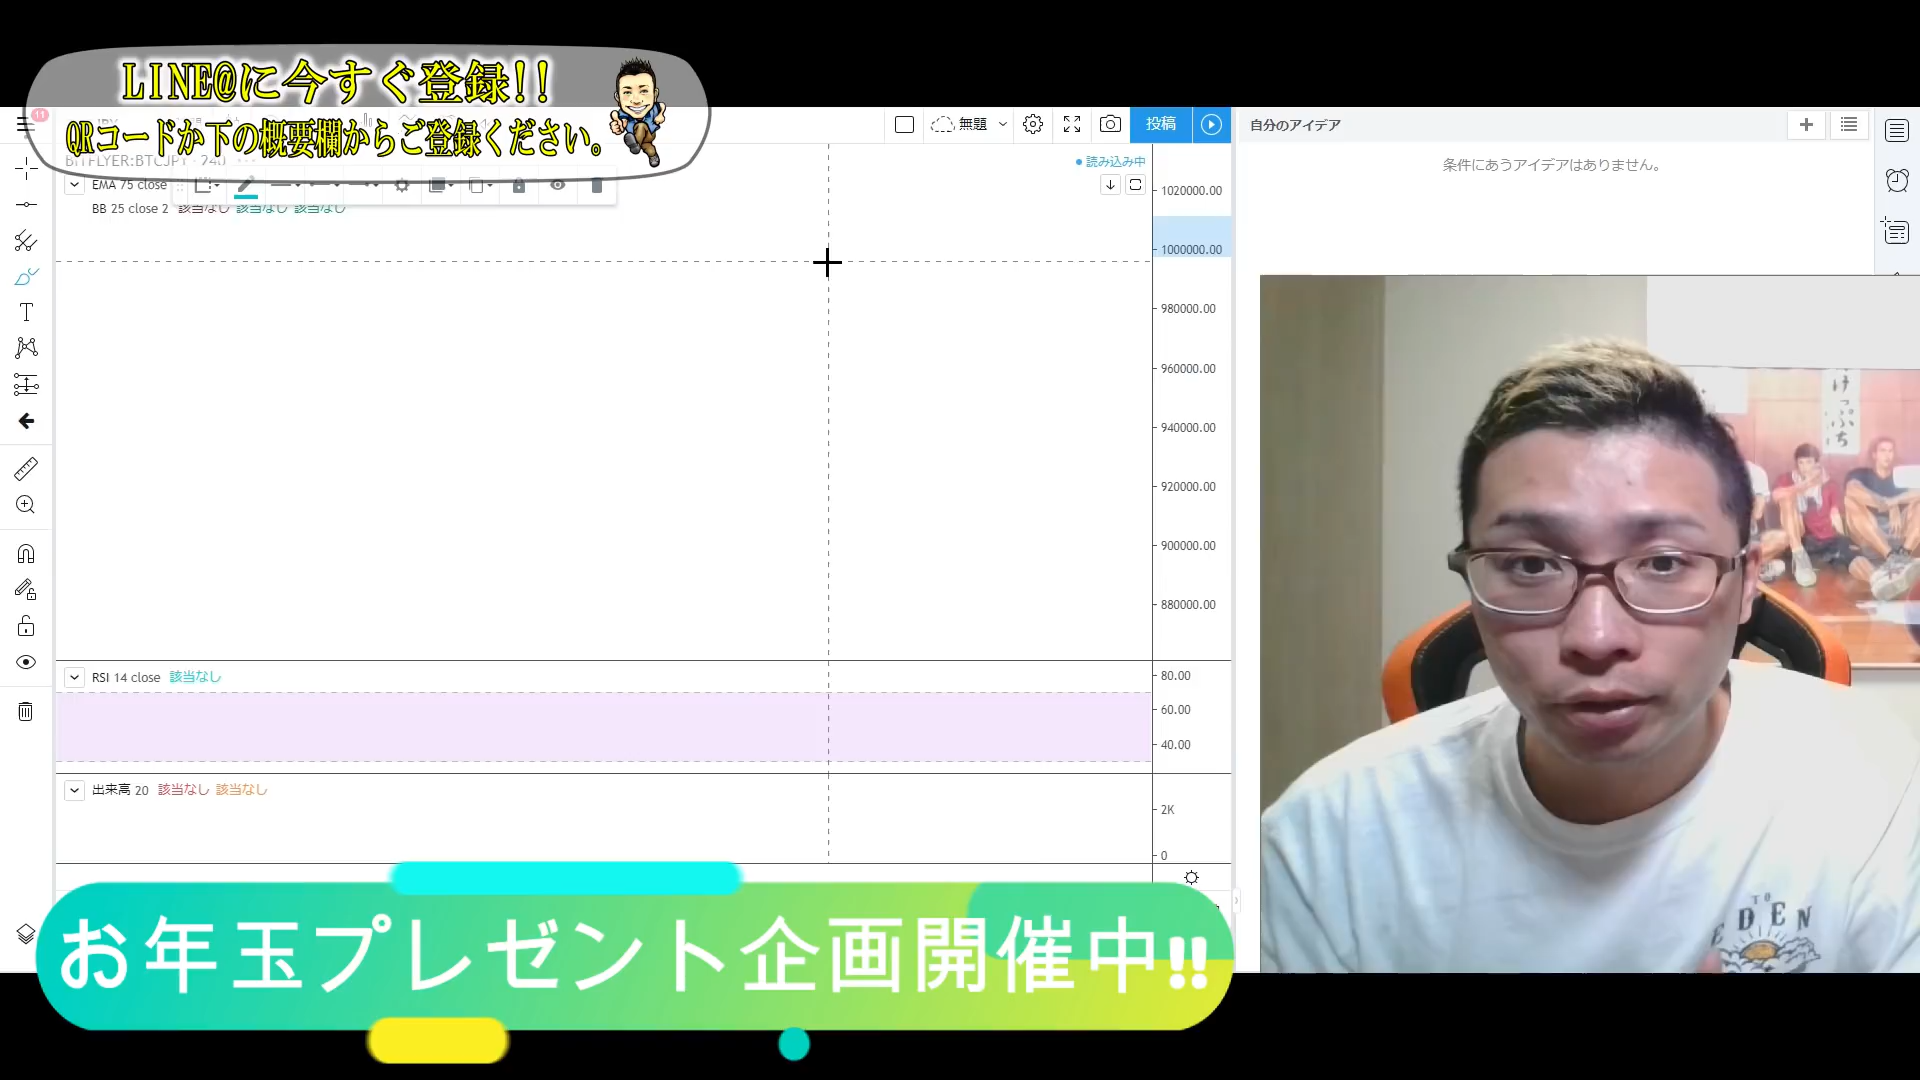 LINE@に今すぐ登録!!
QRコードか下の概要欄からご登録ください。
11
無題
投稿
自分のアイデア
条件にあうアイデアはありません。
BITFLYER:BTCJPY · 240
読み込み中
EMA 75 close
BB 25 close 2 該当なし 該当なし 該当なし
1020000.00
1000000.00
980000.00
960000.00
940000.00
920000.00
900000.00
880000.00
けっぷち
RSI 14 close 該当なし
80.00
60.00
40.00
出来高 20 該当なし 該当なし
2K
0
TO
EDEN
お年玉プレゼント企画開催中!!